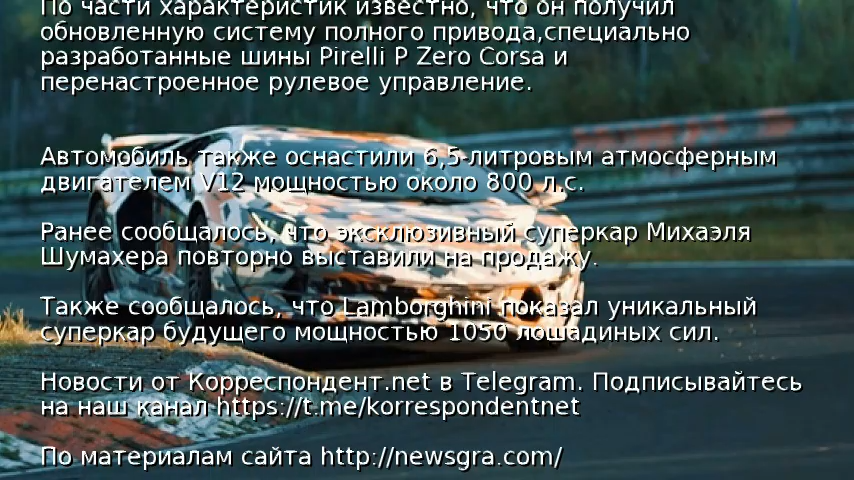 По части характеристик известно, что он получил
обновленную систему полного привода,специально
разработанные шины Pirelli P Zero Corsa и
перенастроенное рулевое управление.
Автомобиль также оснастили 6,5-литровым атмосферным
двигателем V12 мощностью около 800 л.с.
Ранее сообщалось, что эксклюзивный суперкар Михаэля
Шумахера повторно выставили на продажу.
Также сообщалось, что Lamborghini показал уникальный
суперкар будущего мощностью 1050 лошадиных сил.
Новости от Корреспондент.net в Telegram. Подписывайтесь
на наш канал https://t.me/korrespondentnet
По материалам сайта http://newsgra.com/